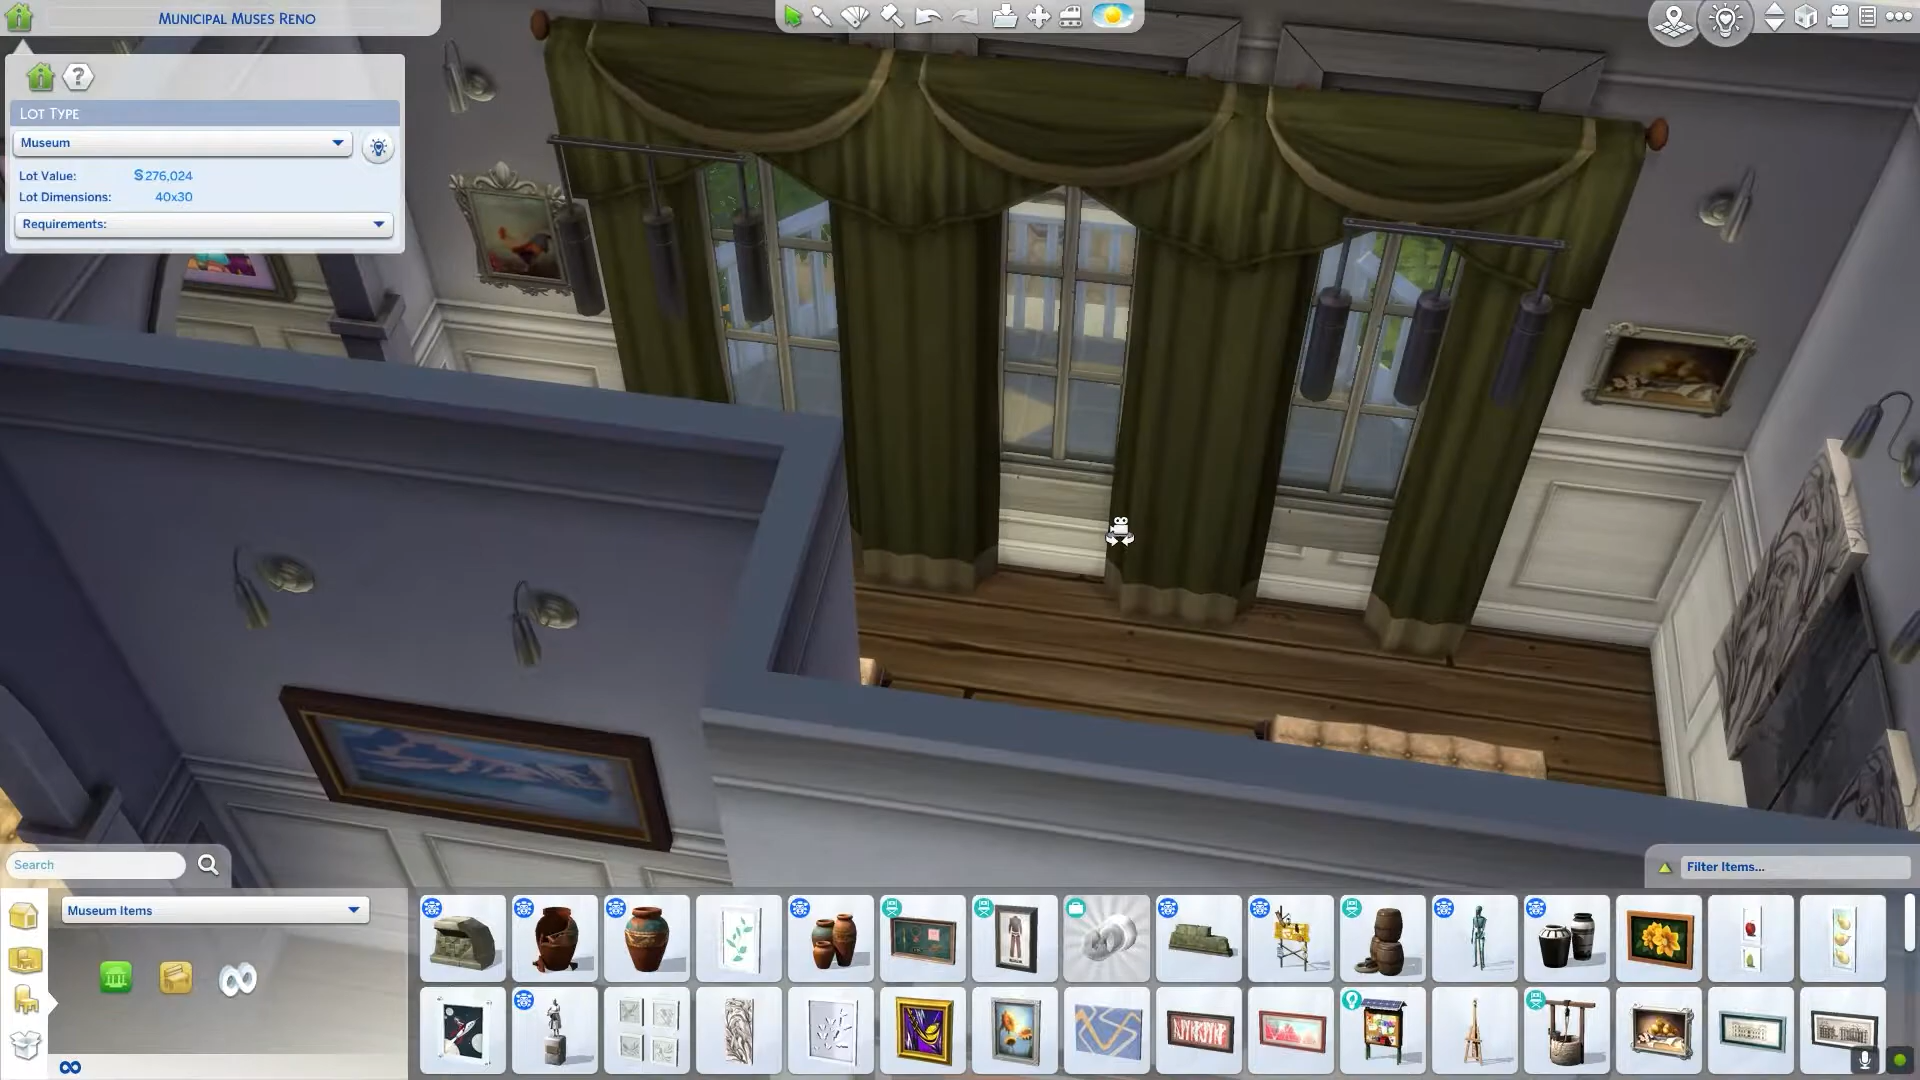 Municipal Muses Reno
Lot Type
Museum
Lot Value: $276,024
Lot Dimensions: 40x30
Requirements:
Search
Filter Items...
Museum Items